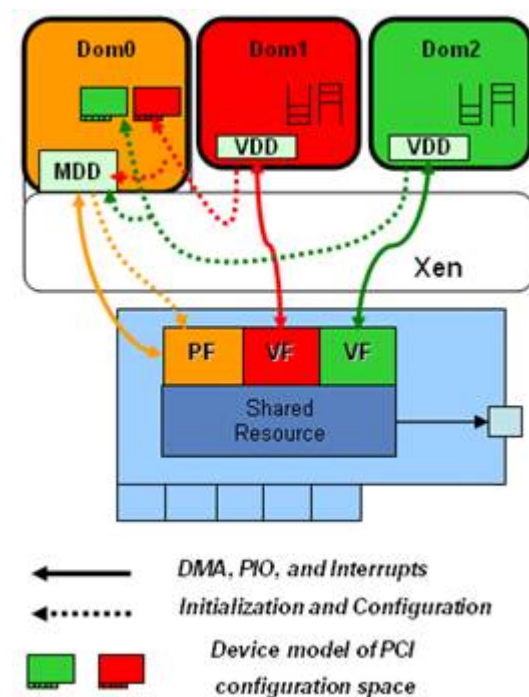 Dom0
Dom1
Dom2
MDD
VDD
VDD
Xen
PF
VF
VF
Shared
Resource
DMA, PIO, and Interrupts
Initialization and Configuration
Device model of PCI
configuration space